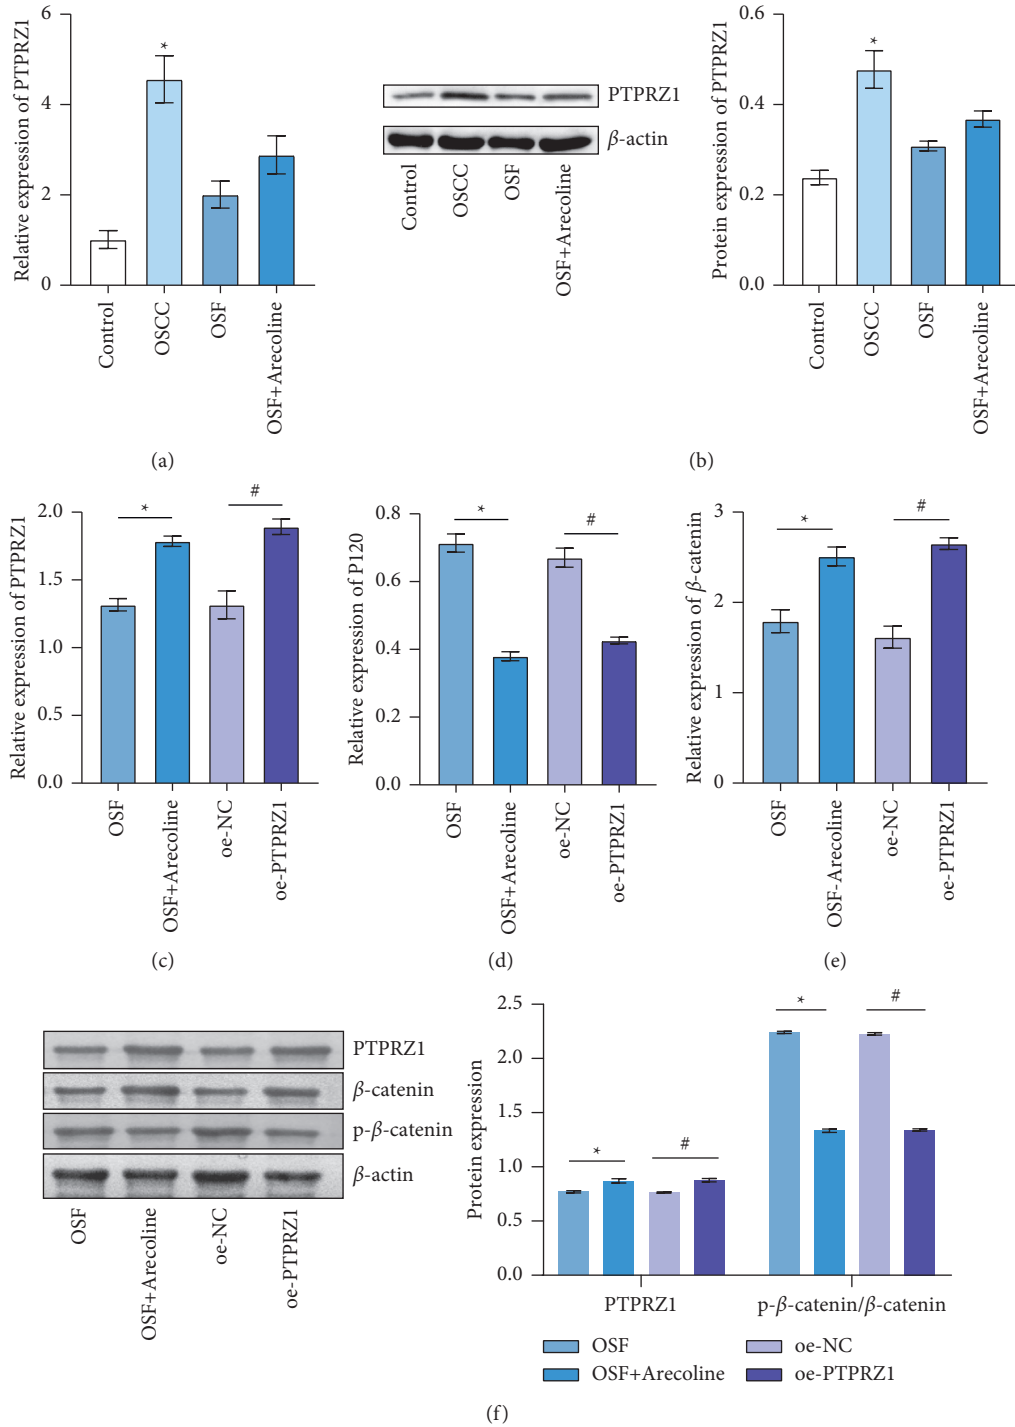 Relative expression of PTPRZ1
6
4
2
0
*
Control
OSCC
OSF
OSF+Arecoline
(a)
PTPRZ1
β-actin
Control
OSCC
OSF
OSF+Arecoline
Protein expression of PTPRZ1
0.6
0.4
0.2
0.0
*
Control
OSCC
OSF
OSF+Arecoline
(b)
Relative expression of PTPRZ1
2.0
1.5
1.0
0.5
0.0
*
#
OSF
OSF+Arecoline
oe-NC
oe-PTPRZ1
(c)
Relative expression of P120
0.8
0.6
0.4
0.2
0.0
*
#
OSF
OSF+Arecoline
oe-NC
oe-PTPRZ1
(d)
Relative expression of β-catenin
3
2
1
0
*
#
OSF
OSF-Arecoline
oe-NC
oe-PTPRZ1
(e)
PTPRZ1
β-catenin
p-β-catenin
β-actin
OSF
OSF+Arecoline
oe-NC
oe-PTPRZ1
Protein expression
2.5
2.0
1.5
1.0
0.5
0.0
*
#
*
#
PTPRZ1
p-β-catenin/β-catenin
OSF
oe-NC
OSF+Arecoline
oe-PTPRZ1
(f)